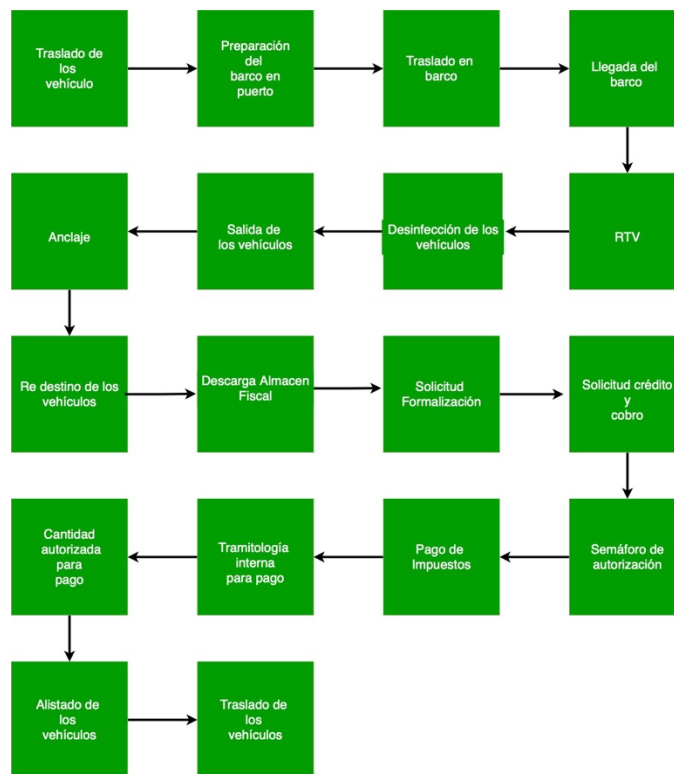 Traslado de
los
vehículo
Preparación
del
barco en
puerto
Traslado en
barco
Llegada del
barco
RTV
Desinfección de los
vehículos
Salida de
los vehículos
Anclaje
Re destino de los
vehículos
Descarga Almacen
Fiscal
Solicitud
Formalización
Solicitud crédito
y
cobro
Semáforo de
autorización
Pago de
Impuestos
Tramitología
interna
para pago
Cantidad
autorizada
para
pago
Alistado de
los
vehículos
Traslado de
los
vehículos